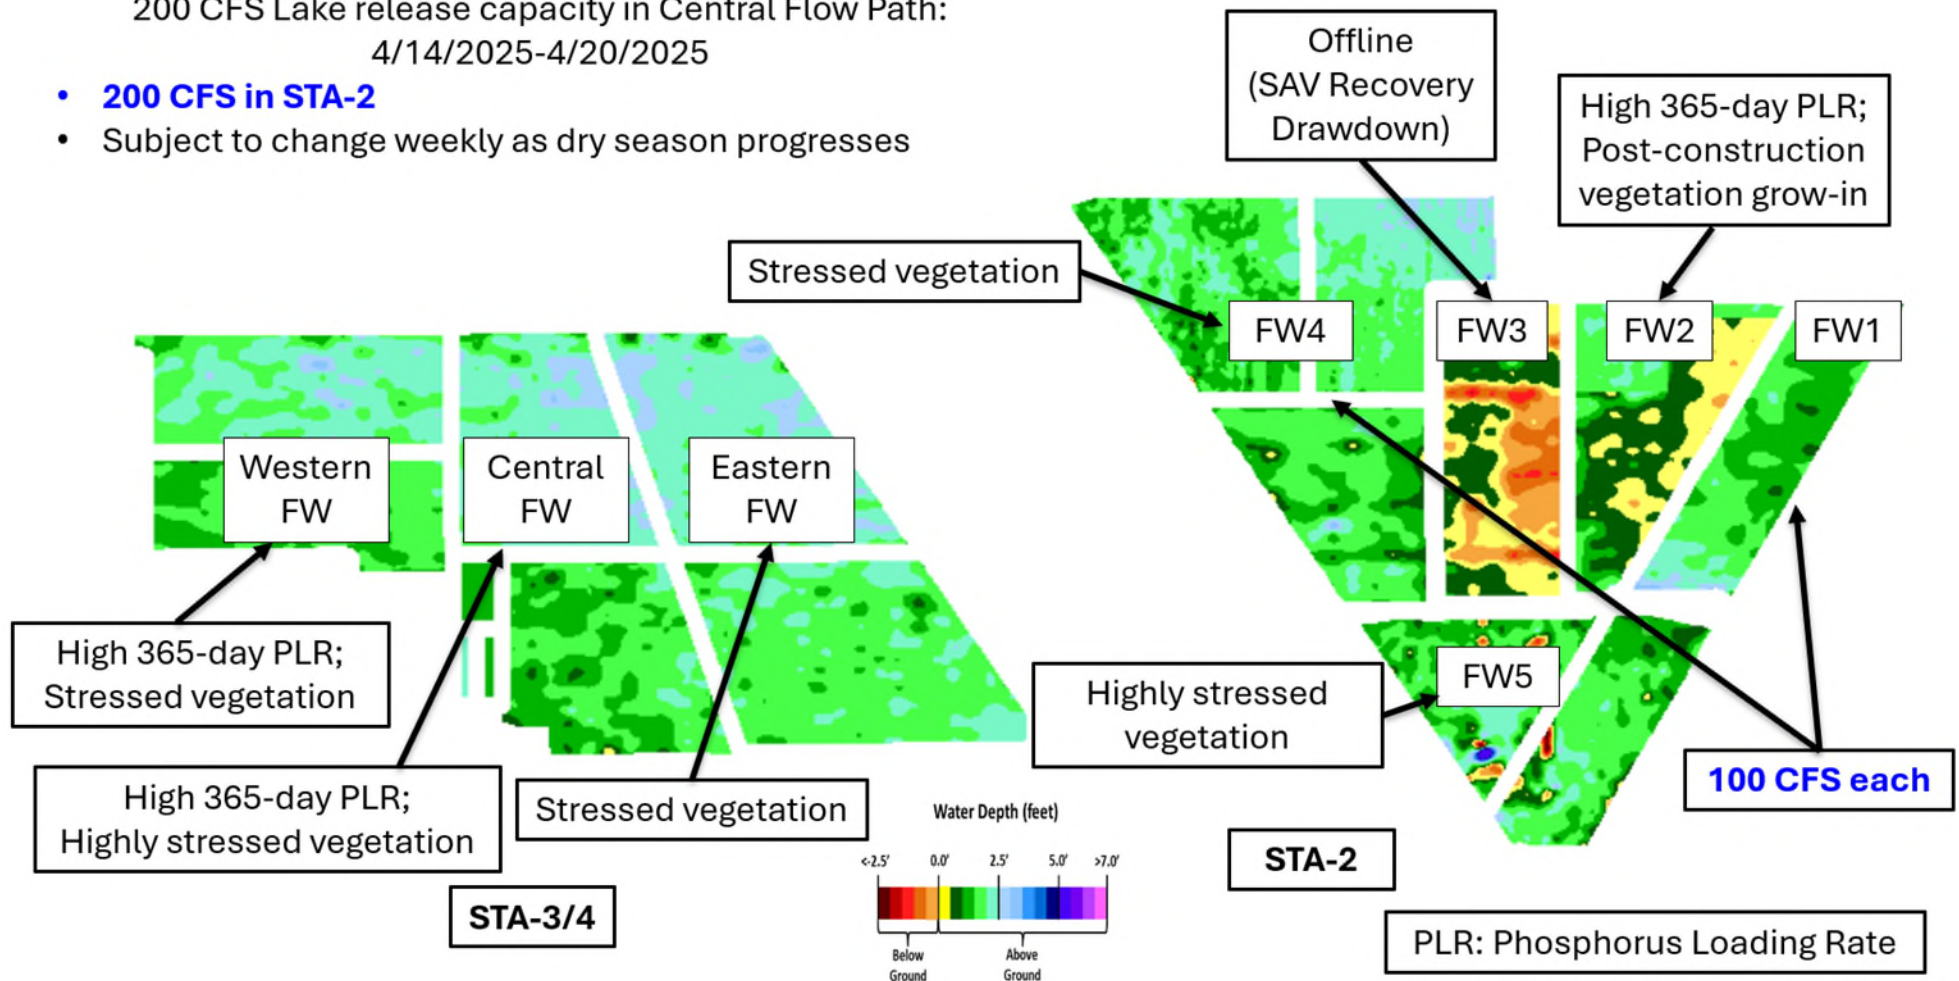 200 CFS Lake release capacity in Central Flow Path:
4/14/2025-4/20/2025
• 200 CFS in STA-2
• Subject to change weekly as dry season progresses
Offline
(SAV Recovery
Drawdown)
High 365-day PLR;
Post-construction
vegetation grow-in
Stressed vegetation
FW4
FW3
FW2
FW1
Western
FW
Central
FW
Eastern
FW
High 365-day PLR;
Stressed vegetation
High 365-day PLR;
Highly stressed vegetation
Stressed vegetation
Highly stressed
vegetation
FW5
100 CFS each
Water Depth (feet)
<-2.5' 0.0' 2.5' 5.0' >7.0'
Below
Ground
Above
Ground
STA-3/4
STA-2
PLR: Phosphorus Loading Rate